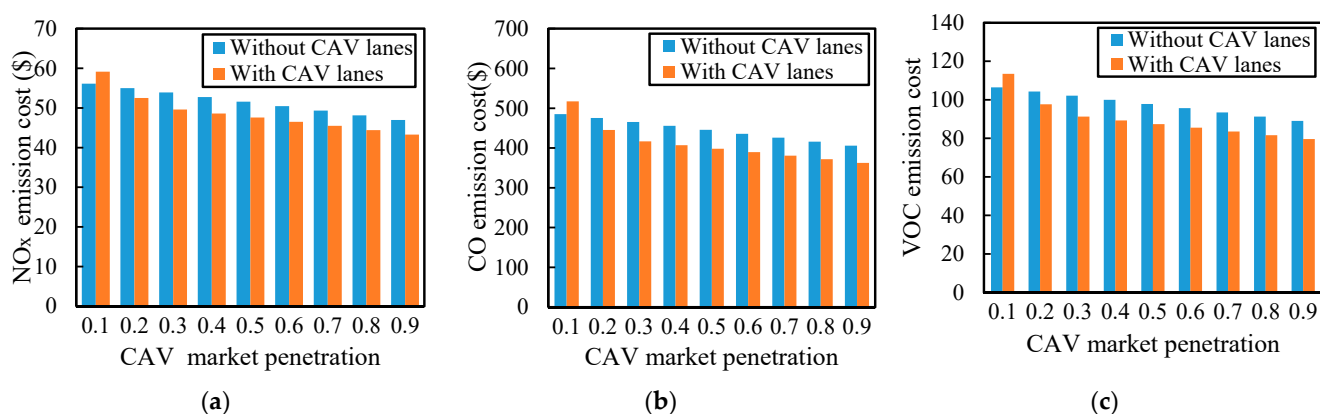 70
60
50
40
30
20
10
0
NOx emission cost ($)
Without CAV lanes
With CAV lanes
0.1 0.2 0.3 0.4 0.5 0.6 0.7 0.8 0.9
CAV market penetration
(a)
700
600
500
400
300
200
100
0
CO emission cost($)
Without CAV lanes
With CAV lanes
0.1 0.2 0.3 0.4 0.5 0.6 0.7 0.8 0.9
CAV market penetration
(b)
140
120
100
80
60
40
20
0
VOC emission cost
Without CAV lanes
With CAV lanes
0.1 0.2 0.3 0.4 0.5 0.6 0.7 0.8 0.9
CAV market penetration
(c)